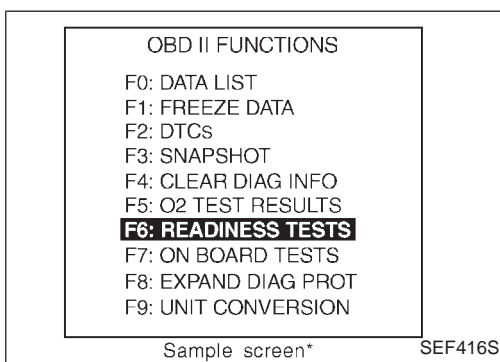 OBD II FUNCTIONS
F0: DATA LIST
F1: FREEZE DATA
F2: DTCs
F3: SNAPSHOT
F4: CLEAR DIAG INFO
F5: O2 TEST RESULTS
F6: READINESS TESTS
F7: ON BOARD TESTS
F8: EXPAND DIAG PROT
F9: UNIT CONVERSION
Sample screen*
SEF416S